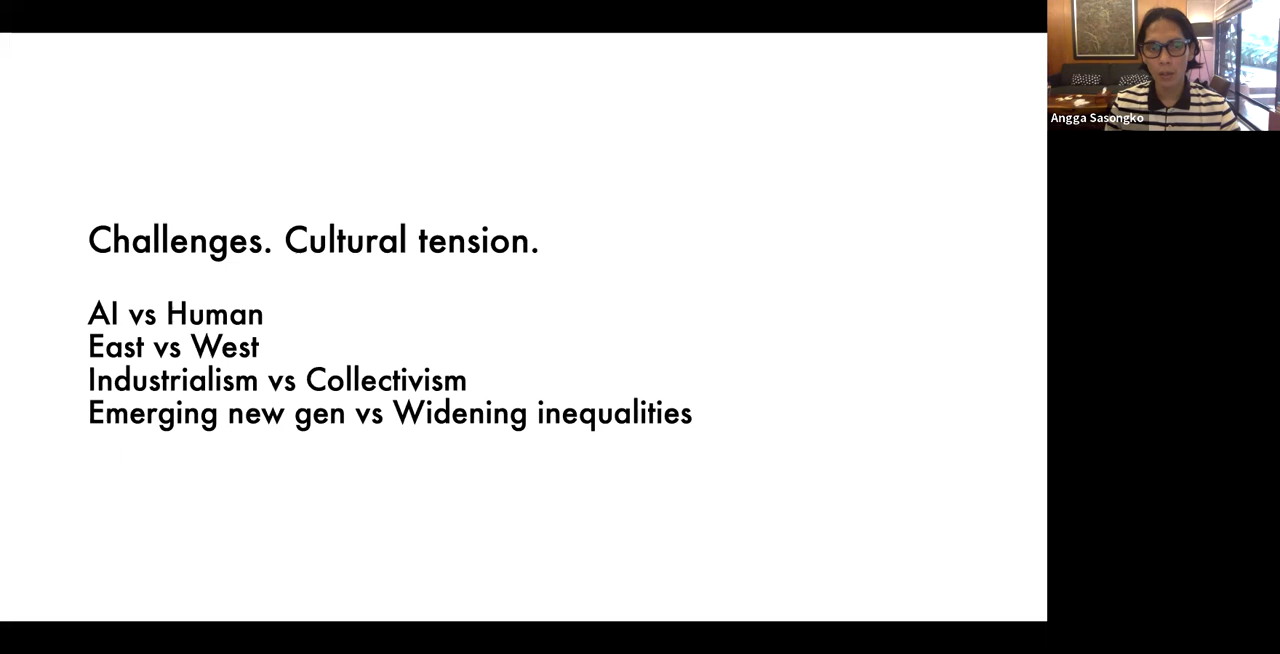 Challenges. Cultural tension.
AI vs Human
East vs West
Industrialism vs Collectivism
Emerging new gen vs Widening inequalities
Angga Sasongko